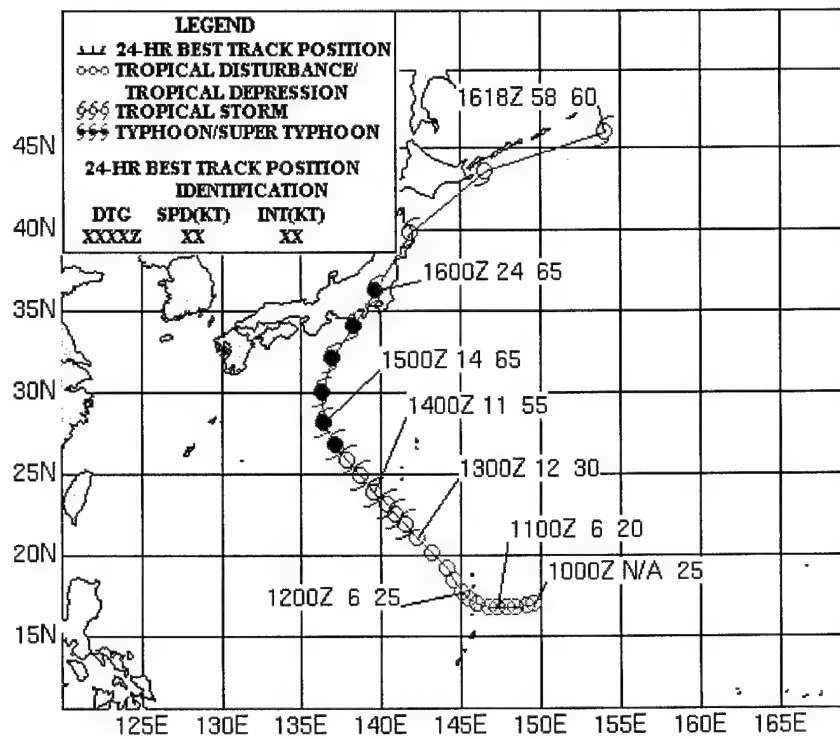 LEGEND
24-HR BEST TRACK POSITION
TROPICAL DISTURBANCE/
TROPICAL DEPRESSION
TROPICAL STORM
TYPHOON/SUPER TYPHOON
24-HR BEST TRACK POSITION
IDENTIFICATION
DTG SPD(KT) INT(KT)
XXXXZ XX XX
1618Z 58 60
45N
40N
1600Z 24 65
35N
1500Z 14 65
30N
1400Z 11 55
25N
1300Z 12 30
20N
1100Z 6 20
1000Z N/A 25
1200Z 6 25
15N
125E 130E 135E 140E 145E 150E 155E 160E 165E